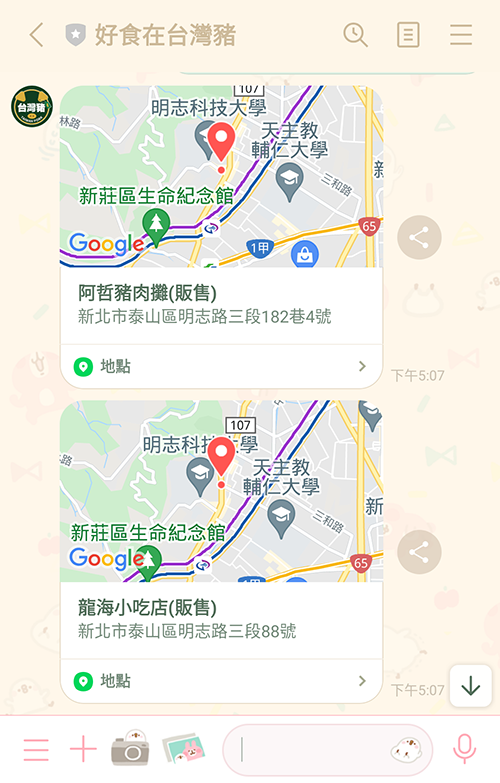 好食在台灣豬
台灣豬
107
明志科技大學
林路
天主教
輔仁大學
三和路
新
新莊區生命紀念館
65
1甲
Google
阿哲豬肉攤(販售)
新北市泰山區明志路三段182巷4號
地點
下午5:07
107
明志科技大學
路
天主教
輔仁大學
三和路
新
新莊區生命紀念館
65
Google
龍海小吃店(販售)
新北市泰山區明志路三段88號
地點
下午5:07